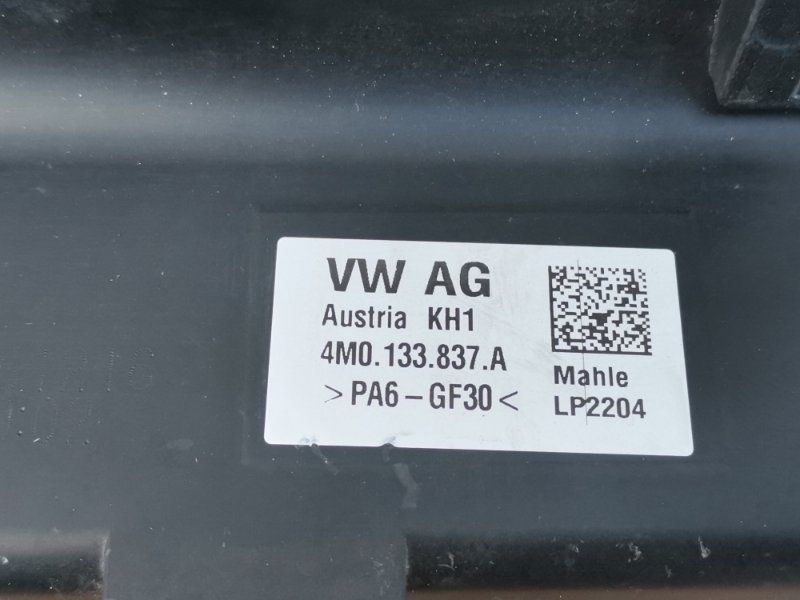 VW AG
Austria KH1
4M0.133.837.A
>PA6-GF30<
Mahle
LP2204